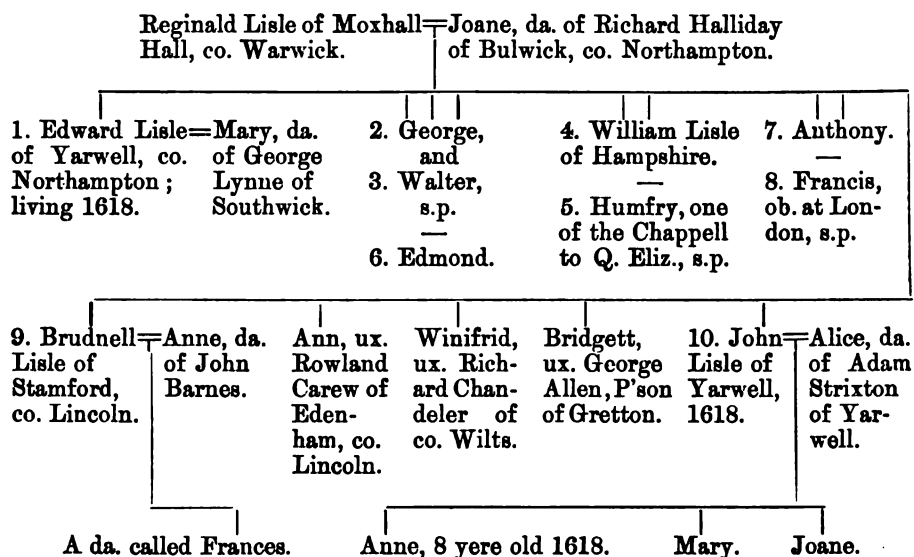 Reginald Lisle of Moxhall=Joane, da. of Richard Halliday
Hall, co. Warwick. of Bulwick, co. Northampton.
1. Edward Lisle=Mary, da.
of Yarwell, co. of George
Northampton; Lynne of
living 1618. Southwick.
2. George,
and
3. Walter,
s.p.
—
6. Edmond.
4. William Lisle
of Hampshire.
—
5. Humfry, one
of the Chappell
to Q. Eliz., s.p.
7. Anthony.
—
8. Francis,
ob. at Lon-
don, s.p.
9. Brudnell=Anne, da.
Lisle of of John
Stamford, Barnes.
co. Lincoln.
Ann, ux.
Rowland
Carew of
Eden-
ham, co.
Lincoln.
Winifrid,
ux. Rich-
ard Chan-
deler of
co. Wilts.
Bridgett,
ux. George
Allen, P'son
of Gretton.
10. John=Alice, da.
Lisle of of Adam
Yarwell, Strixton
1618. of Yar-
well.
A da. called Frances.
Anne, 8 yere old 1618. Mary. Joane.